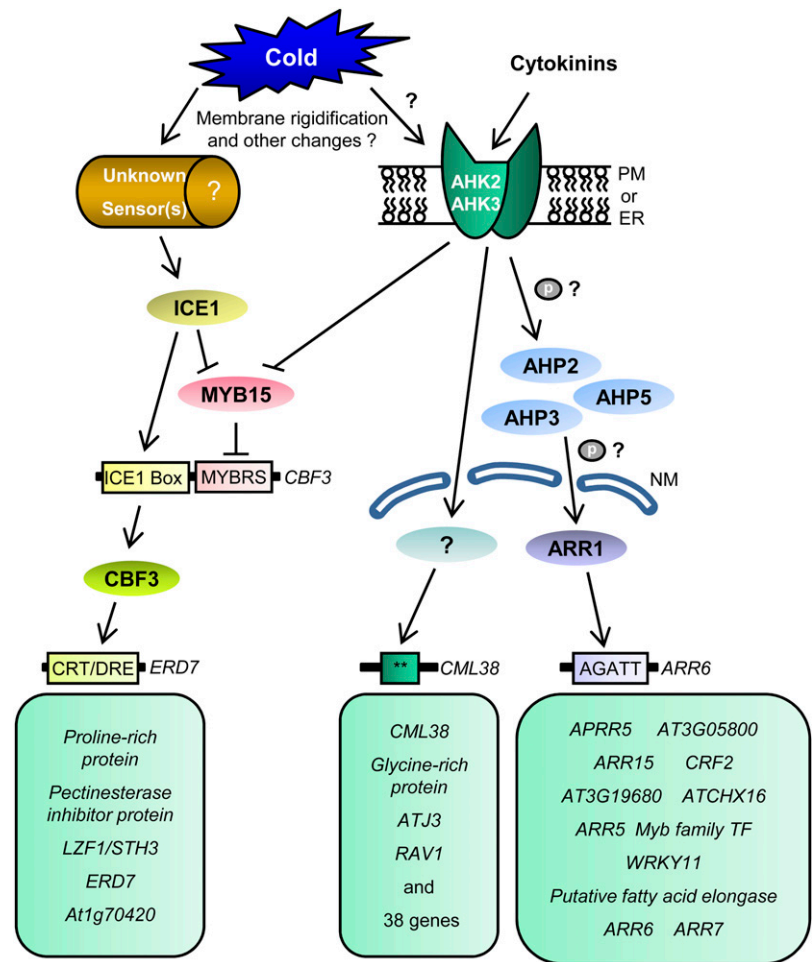 Cold
Cytokinins
?
Membrane rigidification
and other changes ?
Unknown
Sensor(s)
?
AHK2
AHK3
PM
or
ER
ICE1
p ?
MYB15
AHP2
AHP5
AHP3
p ?
ICE1 Box
MYBRS
CBF3
NM
CBF3
?
ARR1
CRT/DRE
ERD7
**
CML38
AGATT
ARR6
Proline-rich
protein
Pectinesterase
inhibitor protein
LZF1/STH3
ERD7
At1g70420
CML38
Glycine-rich
protein
ATJ3
RAV1
and
38 genes
APRR5 AT3G05800
ARR15 CRF2
AT3G19680 ATCHX16
ARR5 Myb family TF
WRKY11
Putative fatty acid elongase
ARR6 ARR7